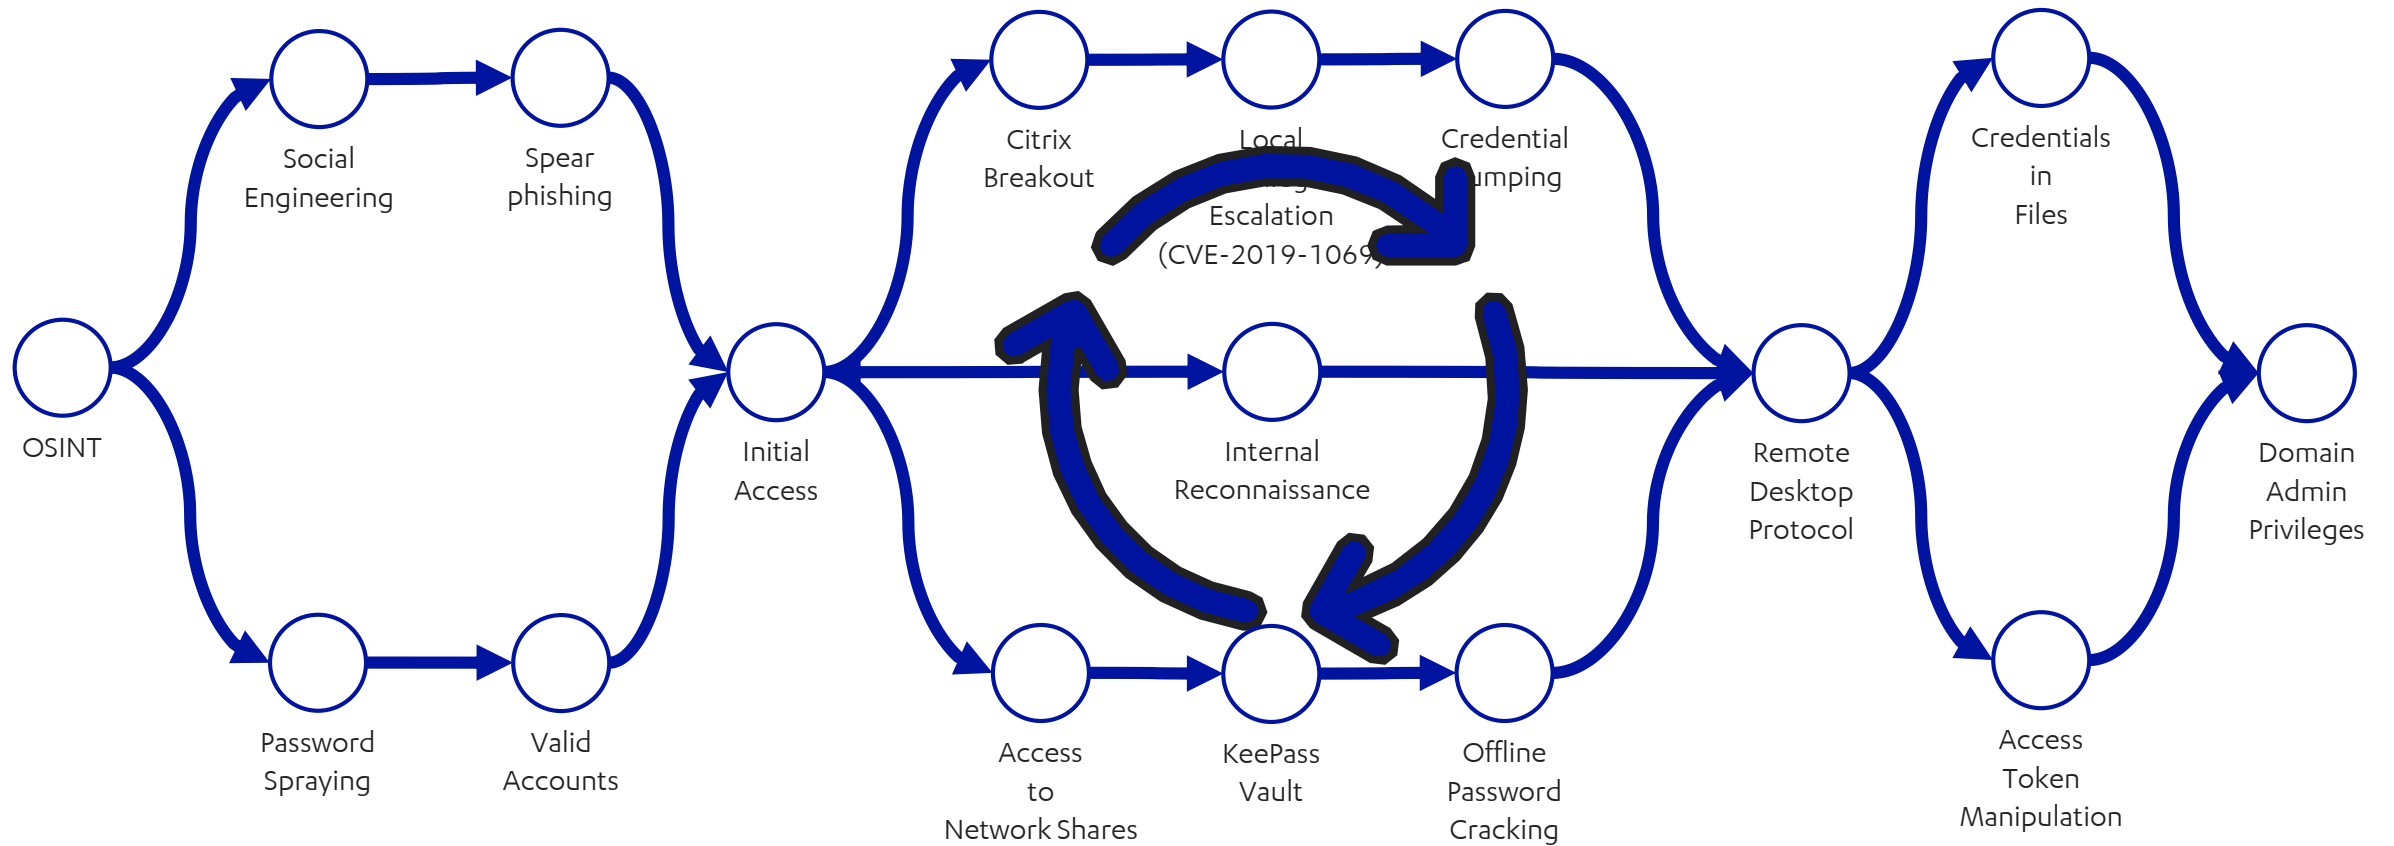 Social
Engineering
Spear
phishing
OSINT
Password
Spraying
Valid
Accounts
Initial
Access
Citrix
Breakout
Local
Escalation
(CVE-2019-1069)
Credential
Internal
Reconnaissance
Access
to
Network Shares
KeePass
Vault
Offline
Password
Cracking
Remote
Desktop
Protocol
Credentials
in
Files
Access
Token
Manipulation
Domain
Admin
Privileges